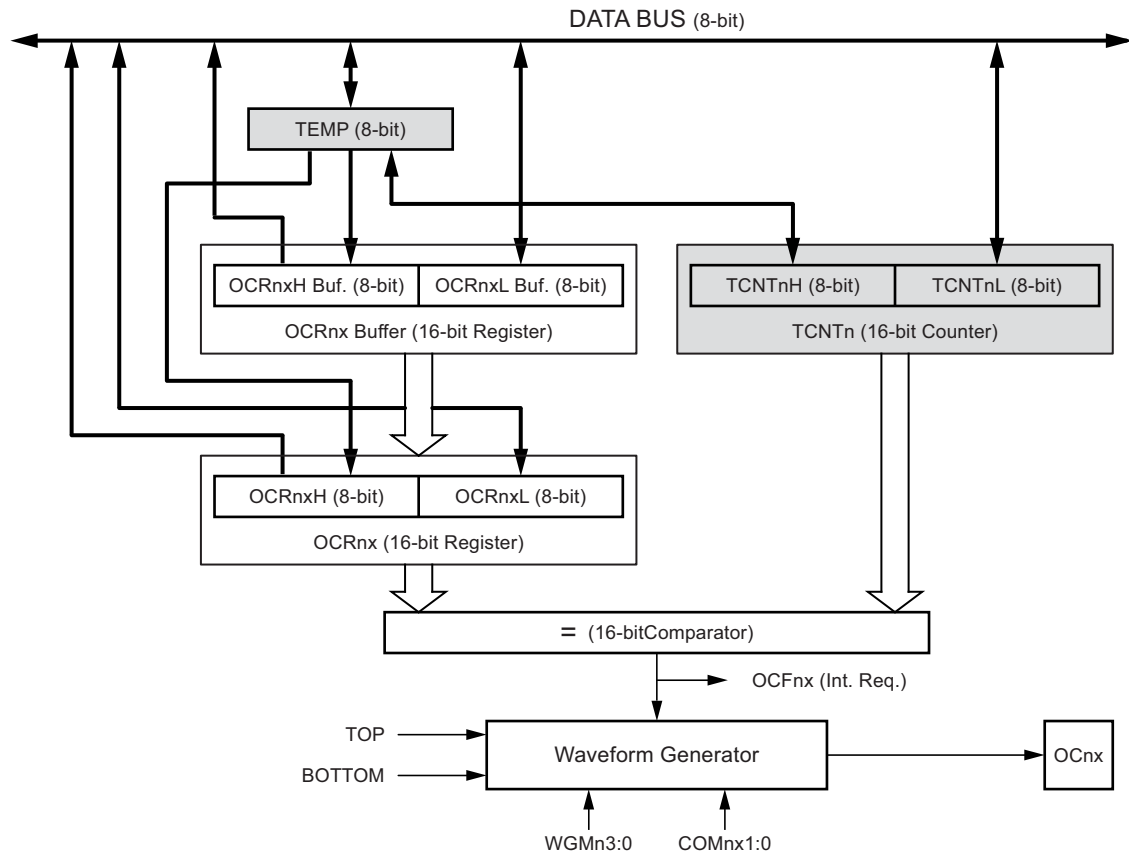 DATA BUS (8-bit)
TEMP (8-bit)
OCRnxH Buf. (8-bit)
OCRnxL Buf. (8-bit)
TCNTnH (8-bit)
TCNTnL (8-bit)
OCRnx Buffer (16-bit Register)
TCNTn (16-bit Counter)
OCRnxH (8-bit)
OCRnxL (8-bit)
OCRnx (16-bit Register)
= (16-bitComparator)
OCFnx (Int. Req.)
TOP
BOTTOM
Waveform Generator
OCnx
WGMn3:0
COMnx1:0